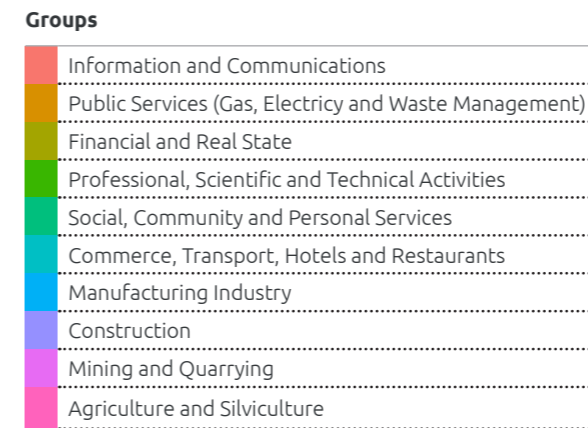 Groups
Information and Communications
Public Services (Gas, Electricy and Waste Management)
Financial and Real State
Professional, Scientific and Technical Activities
Social, Community and Personal Services
Commerce, Transport, Hotels and Restaurants
Manufacturing Industry
Construction
Mining and Quarrying
Agriculture and Silviculture